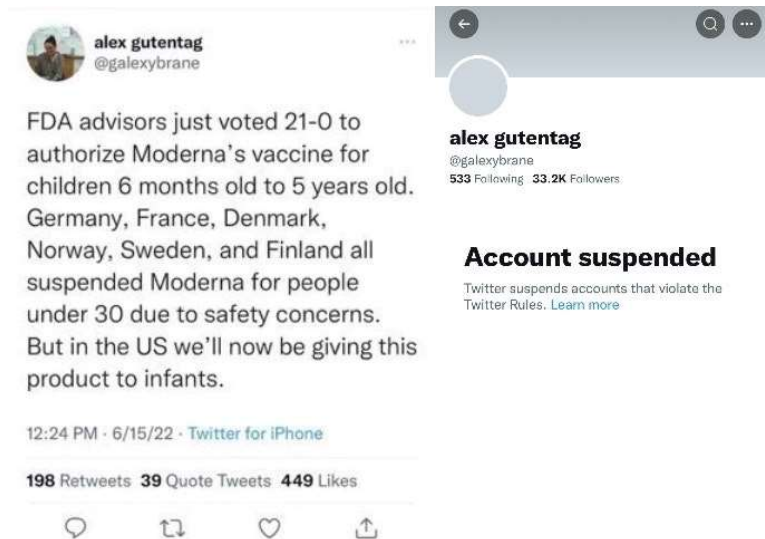 alex gutentag
@galexybrane
FDA advisors just voted 21-0 to
authorize Moderna's vaccine for
children 6 months old to 5 years old.
Germany, France, Denmark,
Norway, Sweden, and Finland all
suspended Moderna for people
under 30 due to safety concerns.
But in the US we'll now be giving this
product to infants.
12:24 PM · 6/15/22 · Twitter for iPhone
198 Retweets 39 Quote Tweets 449 Likes
alex gutentag
@galexybrane
533 Following 33.2K Followers
Account suspended
Twitter suspends accounts that violate the
Twitter Rules. Learn more